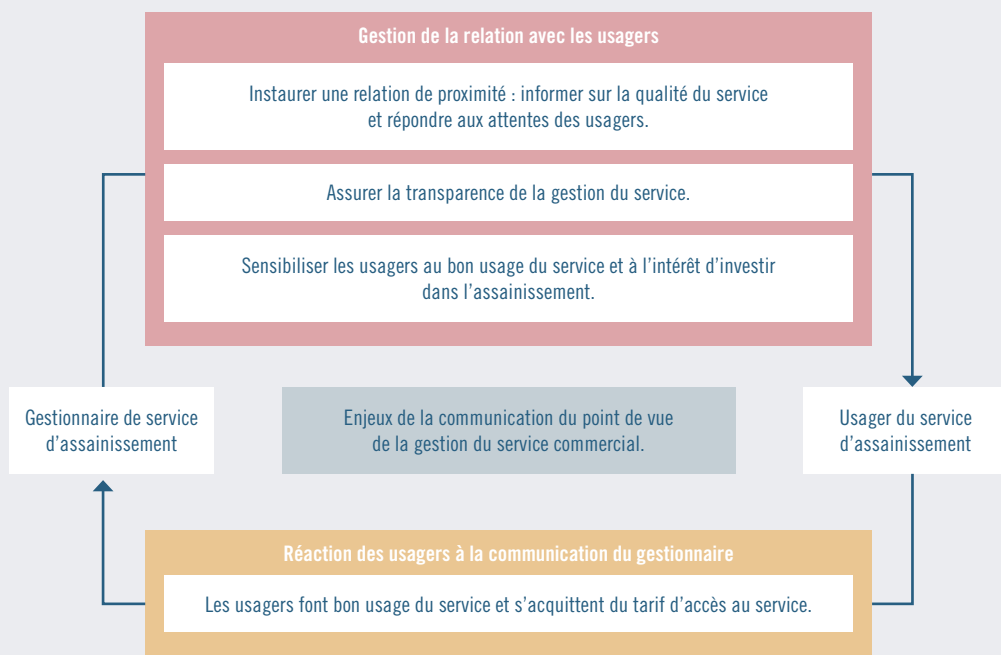 Gestion de la relation avec les usagers
Instaurer une relation de proximité : informer sur la qualité du service
et répondre aux attentes des usagers.
Assurer la transparence de la gestion du service.
Sensibiliser les usagers au bon usage du service et à l’intérêt d’investir
dans l’assainissement.
Gestionnaire de service
d’assainissement
Enjeux de la communication du point de vue
de la gestion du service commercial.
Usager du service
d’assainissement
Réaction des usagers à la communication du gestionnaire
Les usagers font bon usage du service et s’acquittent du tarif d’accès au service.